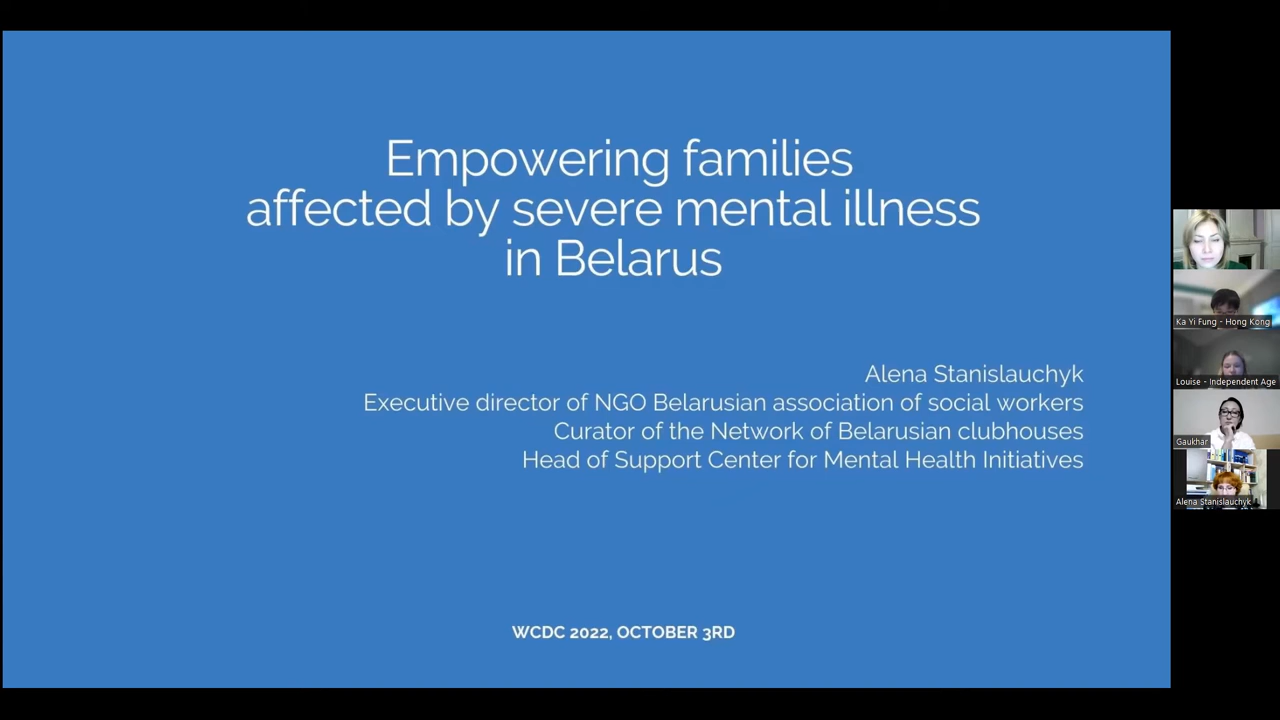 Empowering families
affected by severe mental illness
in Belarus
Alena Stanislauchyk
Executive director of NGO Belarusian association of social workers
Curator of the Network of Belarusian clubhouses
Head of Support Center for Mental Health Initiatives
WCDC 2022, OCTOBER 3RD
Ka Yi Fung - Hong Kong
Louise - Independent Age
Gaukhar
Alena Stanislauchyk